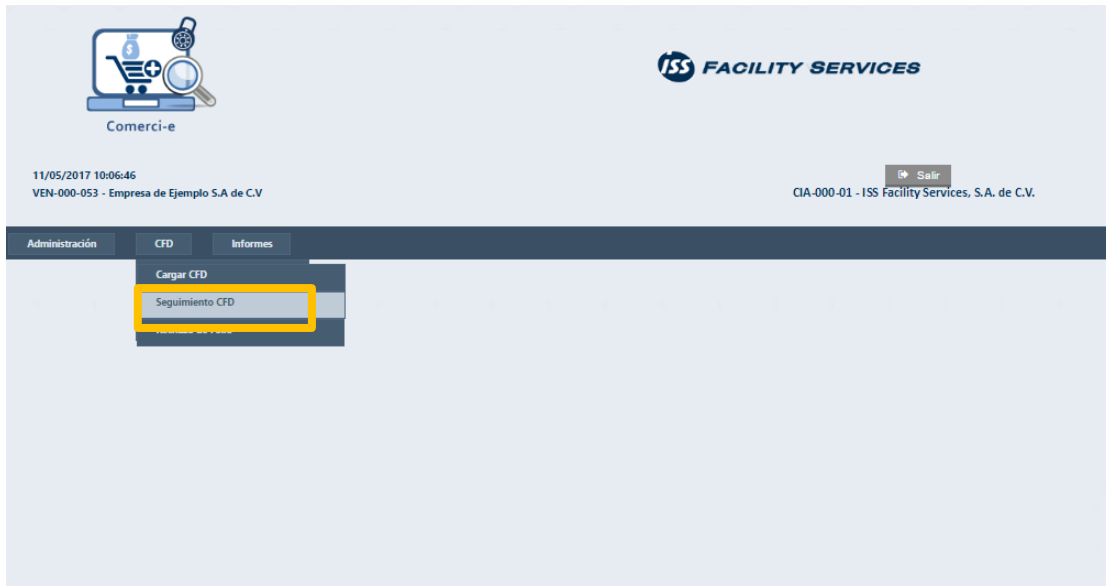 Comerci-e
ISS FACILITY SERVICES
11/05/2017 10:06:46
Salir
VEN-000-053 - Empresa de Ejemplo S.A de C.V
CIA-000-01 - ISS Facility Services, S.A. de C.V.
Administración CFD Informes
Cargar CFD
Seguimiento CFD